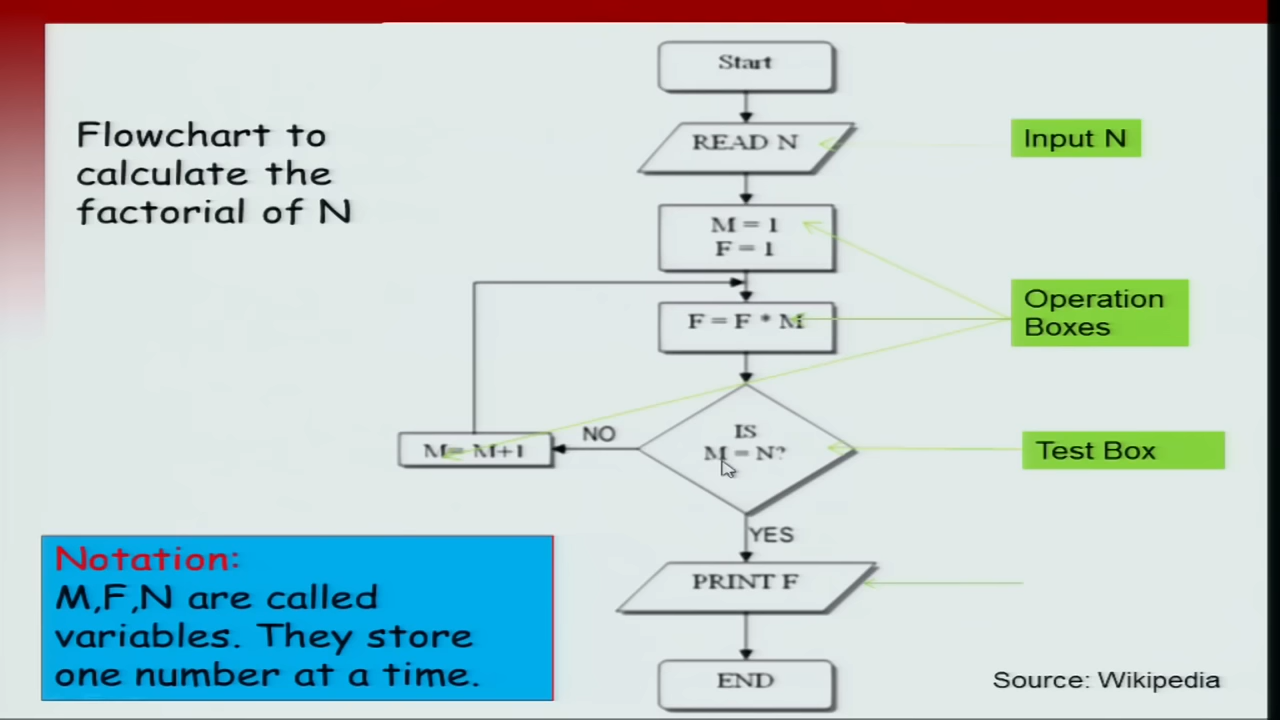 Flowchart to
calculate the
factorial of N
Start
READ N
Input N
M = 1
F = 1
Operation
Boxes
F = F * M
IS
M = N?
Test Box
NO
M= M+1
YES
PRINT F
END
Notation:
M,F,N are called
variables. They store
one number at a time.
Source: Wikipedia